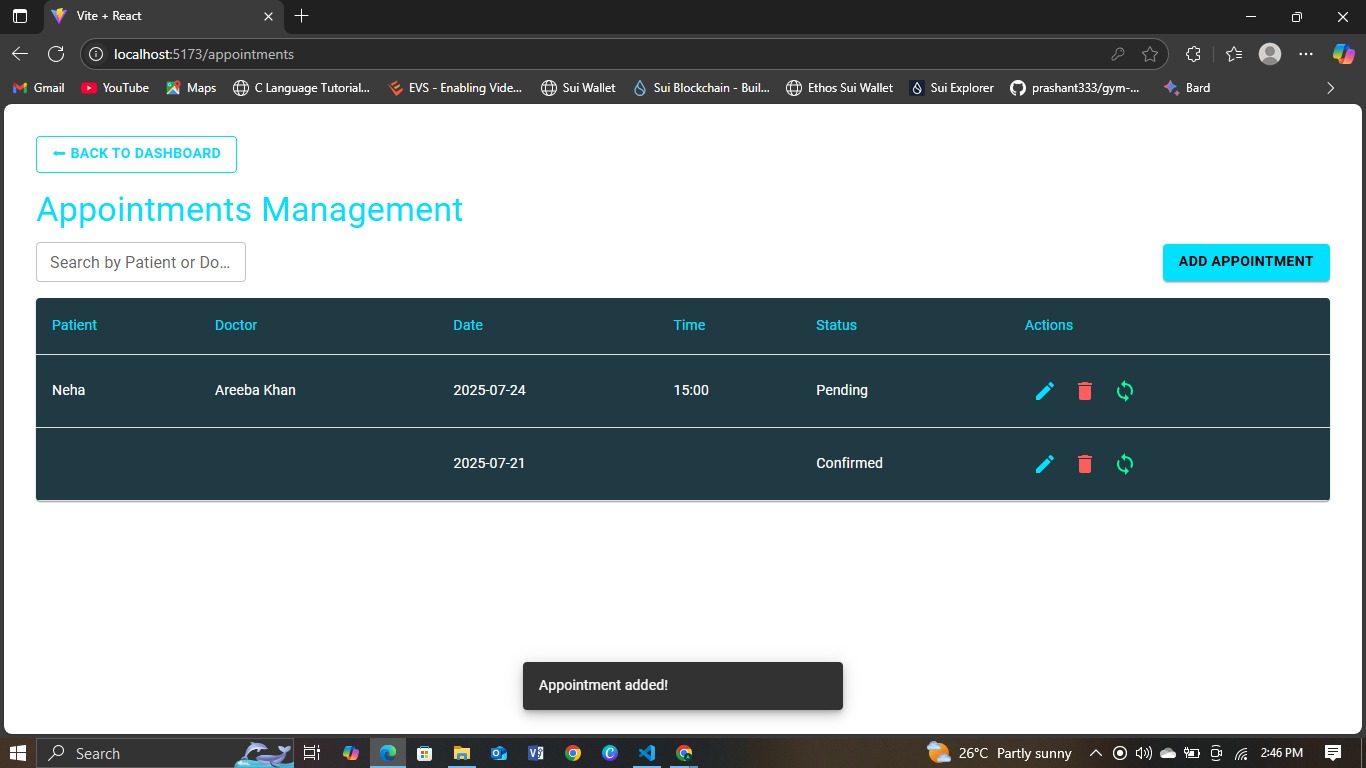 Vite + React
localhost:5173/appointments
Gmail YouTube Maps C Language Tutorial... EVS - Enabling Vide... Sui Wallet Sui Blockchain - Buil... Ethos Sui Wallet Sui Explorer prashant333/gym-... Bard
BACK TO DASHBOARD
Appointments Management
Search by Patient or Do...
ADD APPOINTMENT
Patient Doctor Date Time Status Actions
Neha Areeba Khan 2025-07-24 15:00 Pending
2025-07-21 Confirmed
Appointment added!
Search 26°C Partly sunny 2:46 PM